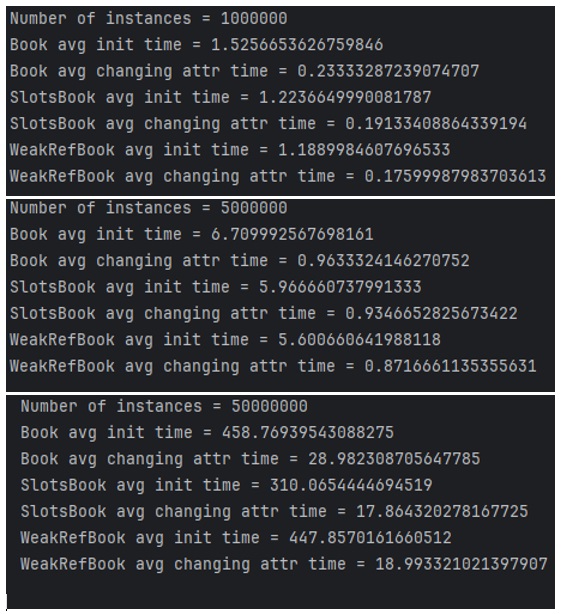 Number of instances = 1000000
Book avg init time = 1.5256653626759846
Book avg changing attr time = 0.23333287239074707
SlotsBook avg init time = 1.2236649990081787
SlotsBook avg changing attr time = 0.19133408864339194
WeakRefBook avg init time = 1.1889984607696533
WeakRefBook avg changing attr time = 0.17599987983703613
Number of instances = 5000000
Book avg init time = 6.709992567698161
Book avg changing attr time = 0.9633324146270752
SlotsBook avg init time = 5.966660737991333
SlotsBook avg changing attr time = 0.9346652825673422
WeakRefBook avg init time = 5.600660641988118
WeakRefBook avg changing attr time = 0.8716661135355631
Number of instances = 50000000
Book avg init time = 458.76939543088275
Book avg changing attr time = 28.982308705647785
SlotsBook avg init time = 310.0654444694519
SlotsBook avg changing attr time = 17.864320278167725
WeakRefBook avg init time = 447.8570161660512
WeakRefBook avg changing attr time = 18.993321021397907